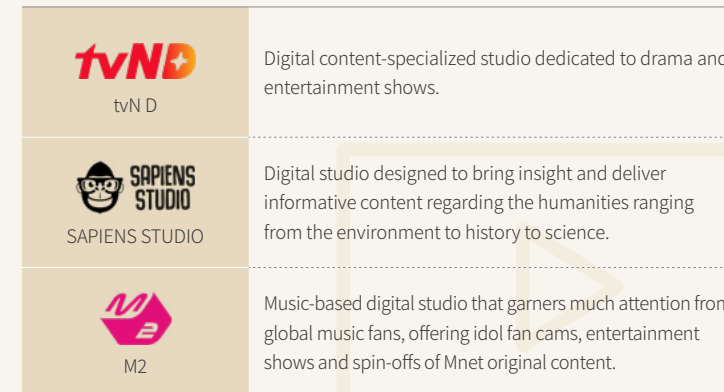 tvND
tvN D
Digital content-specialized studio dedicated to drama and
entertainment shows.
SAPIENS
STUDIO
SAPIENS STUDIO
Digital studio designed to bring insight and deliver
informative content regarding the humanities ranging
from the environment to history to science.
M2
M2
Music-based digital studio that garners much attention from
global music fans, offering idol fan cams, entertainment
shows and spin-offs of Mnet original content.